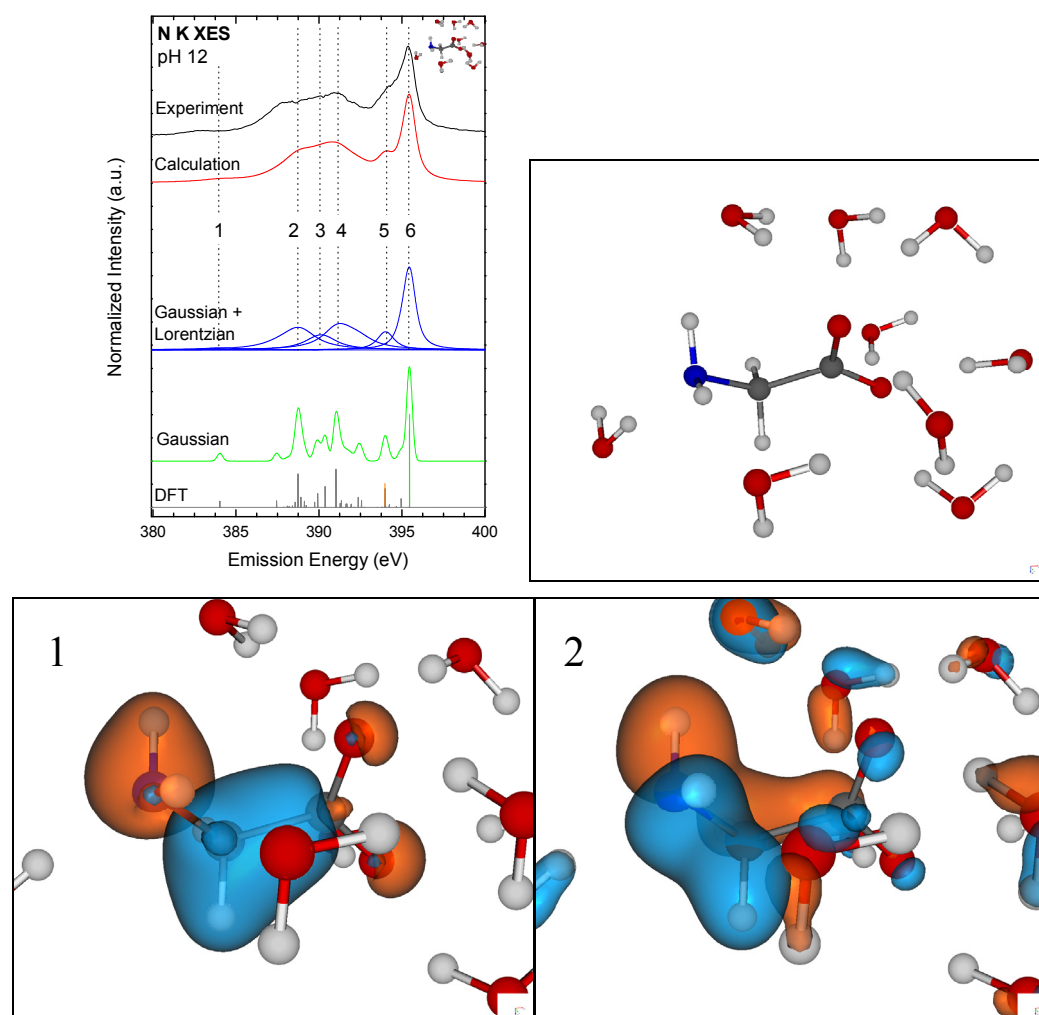 N K XES
pH 12
Experiment
Calculation
1 2 3 4 5 6
Gaussian +
Lorentzian
Gaussian
DFT
380 385 390 395 400
Emission Energy (eV)
Normalized Intensity (a.u.)
1
2